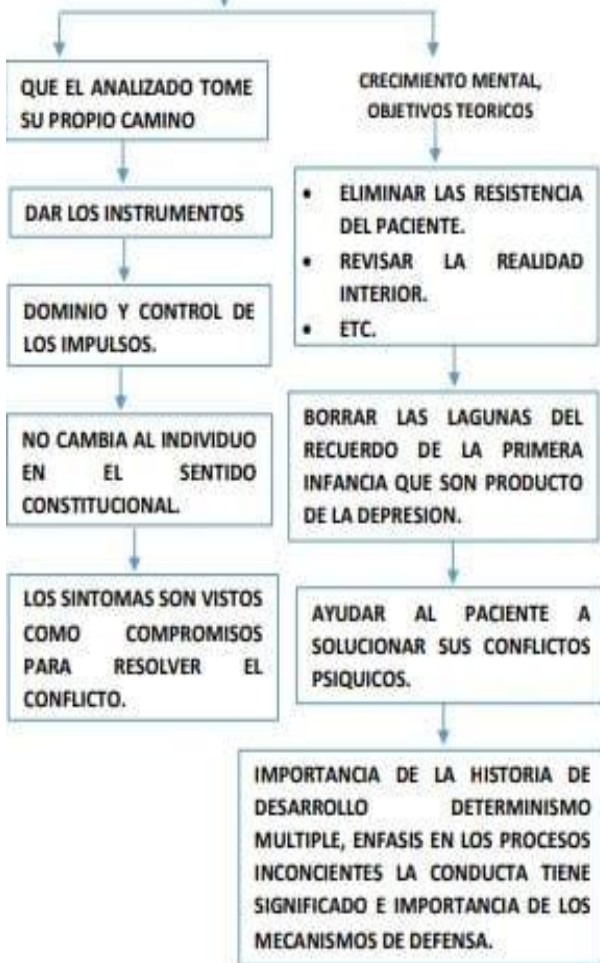 QUE EL ANALIZADO TOME
SU PROPIO CAMINO
DAR LOS INSTRUMENTOS
DOMINIO Y CONTROL DE
LOS IMPULSOS.
NO CAMBIA AL INDIVIDUO
EN EL SENTIDO
CONSTITUCIONAL.
LOS SINTOMAS SON VISTOS
COMO COMPROMISOS
PARA RESOLVER EL
CONFLICTO.
CRECIMIENTO MENTAL,
OBJETIVOS TEORICOS
• ELIMINAR LAS RESISTENCIA
DEL PACIENTE.
• REVISAR LA REALIDAD
INTERIOR.
• ETC.
BORRAR LAS LAGUNAS DEL
RECUERDO DE LA PRIMERA
INFANCIA QUE SON PRODUCTO
DE LA DEPRESION.
AYUDAR AL PACIENTE A
SOLUCIONAR SUS CONFLICTOS
PSIQUICOS.
IMPORTANCIA DE LA HISTORIA DE
DESARROLLO DETERMINISMO
MULTIPLE, ENFASIS EN LOS PROCESOS
INCONCIENTES LA CONDUCTA TIENE
SIGNIFICADO E IMPORTANCIA DE LOS
MECANISMOS DE DEFENSA.